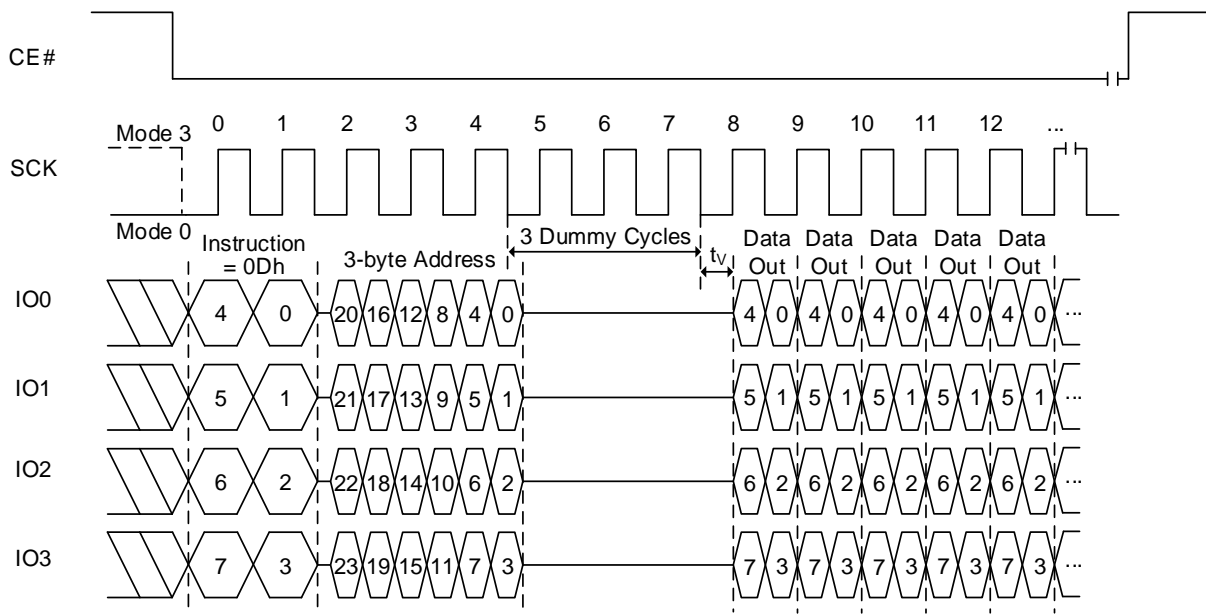 CE#
Mode 3 0 1 2 3 4 5 6 7 8 9 10 11 12 ...
SCK
Mode 0
Instruction = 0Dh
3-byte Address
3 Dummy Cycles
tV
Data Out Data Out Data Out Data Out Data Out
IO0 4 0 20 16 12 8 4 0 4 0 4 0 4 0 4 0 4 0 ...
IO1 5 1 21 17 13 9 5 1 5 1 5 1 5 1 5 1 5 1 ...
IO2 6 2 22 18 14 10 6 2 6 2 6 2 6 2 6 2 6 2 ...
IO3 7 3 23 19 15 11 7 3 7 3 7 3 7 3 7 3 7 3 ...